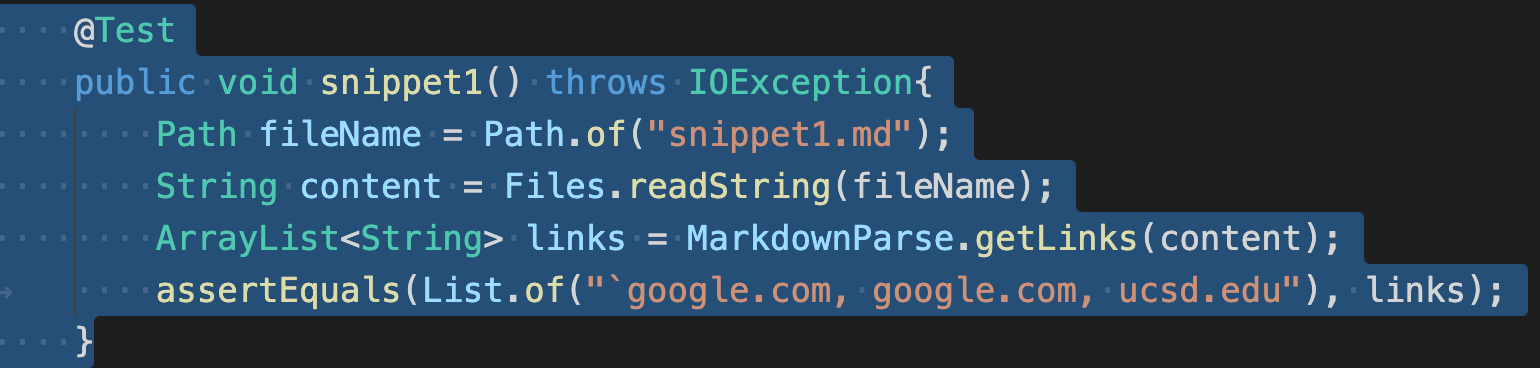 @Test
public void snippet1() throws IOException{
Path fileName = Path.of("snippet1.md");
String content = Files.readString(fileName);
ArrayList<String> links = MarkdownParse.getLinks(content);
assertEquals(List.of("`google.com, google.com, ucsd.edu"), links);
}